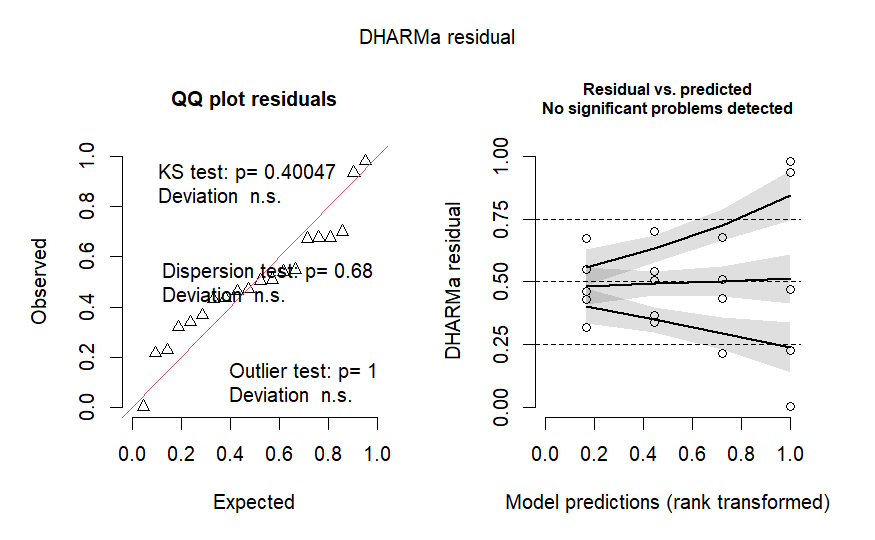 DHARMa residual
QQ plot residuals
KS test: p= 0.40047
Deviation n.s.
Dispersion test: p= 0.68
Deviation n.s.
Outlier test: p= 1
Deviation n.s.
Observed
0.0 0.2 0.4 0.6 0.8 1.0
0.0 0.2 0.4 0.6 0.8 1.0
Expected
Residual vs. predicted
No significant problems detected
DHARMa residual
0.00 0.25 0.50 0.75 1.00
0.0 0.2 0.4 0.6 0.8 1.0
Model predictions (rank transformed)